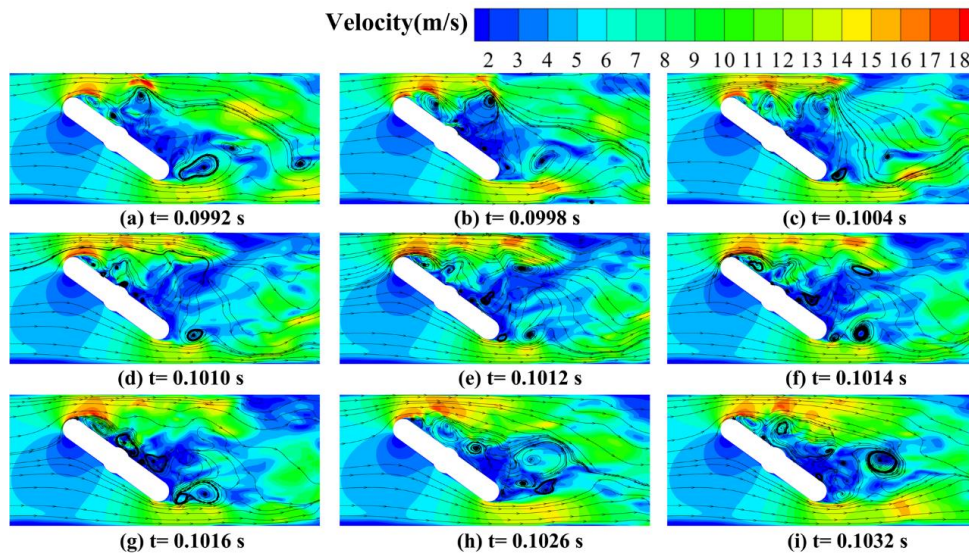 Velocity(m/s)
2 3 4 5 6 7 8 9 10 11 12 13 14 15 16 17 18
(a) t= 0.0992 s
(b) t= 0.0998 s
(c) t= 0.1004 s
(d) t= 0.1010 s
(e) t= 0.1012 s
(f) t= 0.1014 s
(g) t= 0.1016 s
(h) t= 0.1026 s
(i) t= 0.1032 s